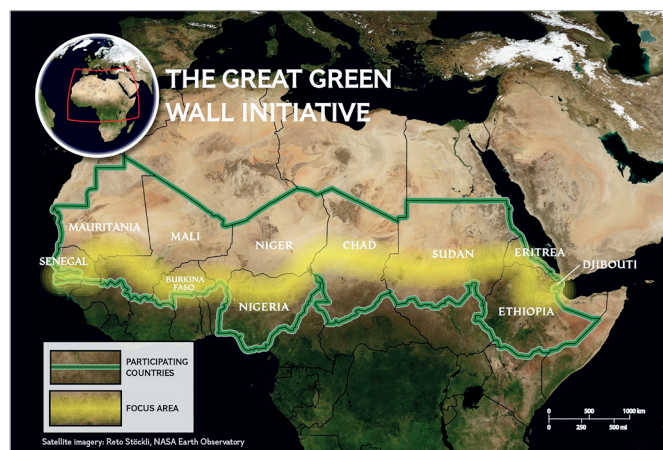 THE GREAT GREEN
WALL INITIATIVE
MAURITANIA
MALI
NIGER
CHAD
SUDAN
ERITREA
DJIBOUTI
SENEGAL
BURKINA
FASO
NIGERIA
ETHIOPIA
PARTICIPATING
COUNTRIES
FOCUS AREA
0 500 1000 km
0 250 500 mi
Satellite imagery: Reto Stöckli, NASA Earth Observatory